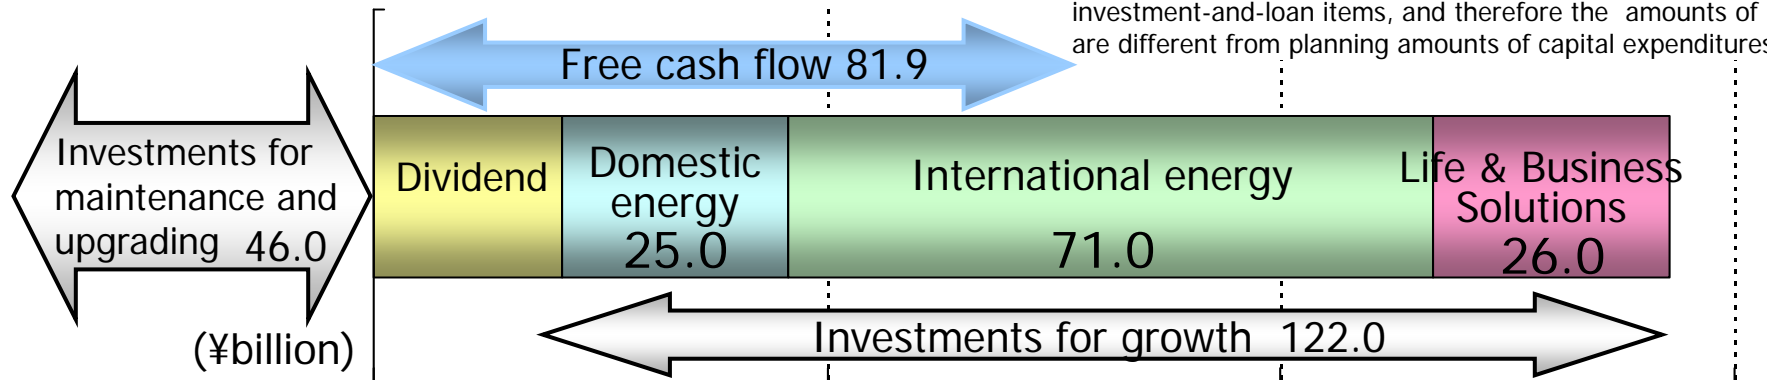 investment-and-loan items, and therefore the amounts of
are different from planning amounts of capital expenditures
Free cash flow 81.9
Investments for
maintenance and
upgrading 46.0
Dividend
Domestic
energy
25.0
International energy
71.0
Life & Business
Solutions
26.0
Investments for growth 122.0
(¥billion)